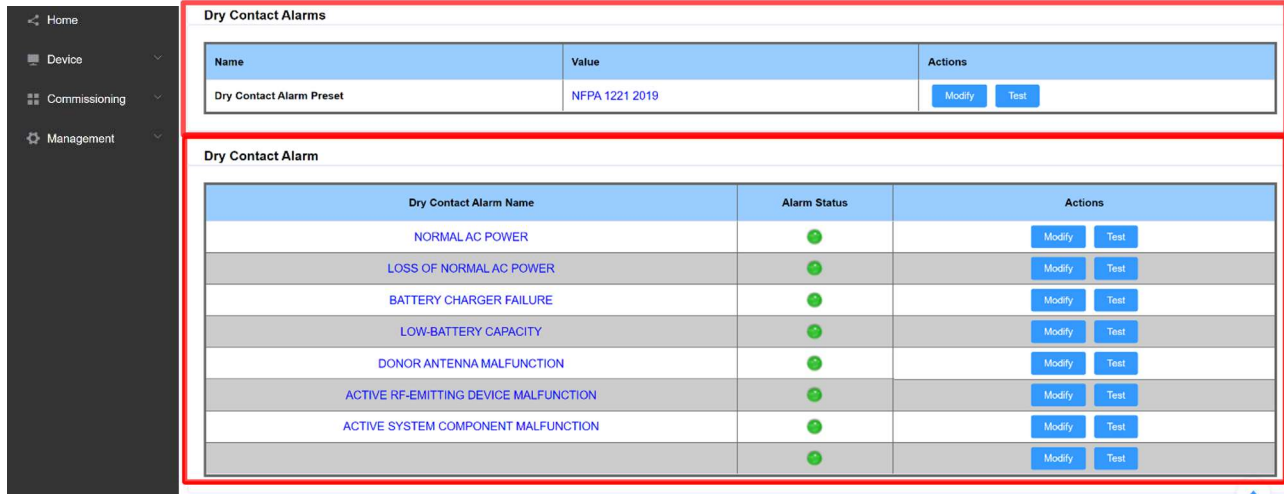 Home
Device
Commissioning
Management
Dry Contact Alarms
Name Value Actions
Dry Contact Alarm Preset NFPA 1221 2019 Modify Test
Dry Contact Alarm
Dry Contact Alarm Name Alarm Status Actions
NORMAL AC POWER Modify Test
LOSS OF NORMAL AC POWER Modify Test
BATTERY CHARGER FAILURE Modify Test
LOW-BATTERY CAPACITY Modify Test
DONOR ANTENNA MALFUNCTION Modify Test
ACTIVE RF-EMITTING DEVICE MALFUNCTION Modify Test
ACTIVE SYSTEM COMPONENT MALFUNCTION Modify Test
Modify Test